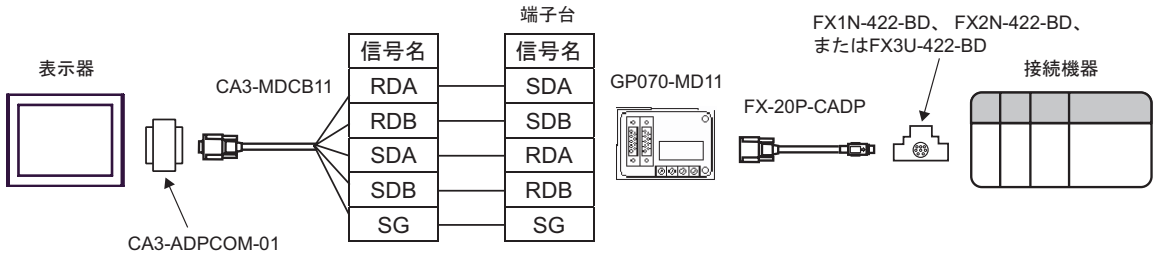 表示器
CA3-ADPCOM-01
CA3-MDCB11
信号名
RDA
RDB
SDA
SDB
SG
端子台
信号名
SDA
SDB
RDA
RDB
SG
GP070-MD11
FX-20P-CADP
FX1N-422-BD、 FX2N-422-BD、
またはFX3U-422-BD
接続機器